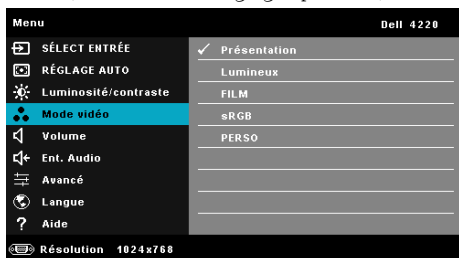 Menu
Dell 4220
SÉLECT ENTRÉE
RÉGLAGE AUTO
Luminosité/contraste
Mode vidéo
Volume
Ent. Audio
Avancé
Langue
? Aide
✓ Présentation
Lumineux
FILM
sRGB
PERSO
Résolution 1024x768